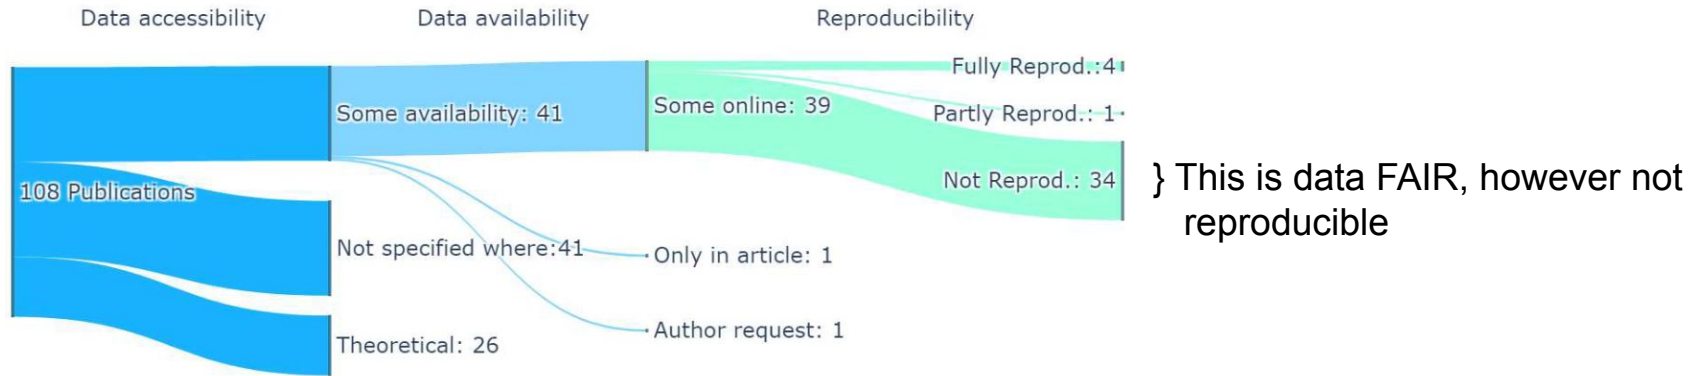 Data accessibility
Data availability
Reproducibility
108 Publications
Some availability: 41
Not specified where:41
Theoretical: 26
Some online: 39
Only in article: 1
Author request: 1
Fully Reprod.:4
Partly Reprod.: 1
Not Reprod.: 34
} This is data FAIR, however not
reproducible